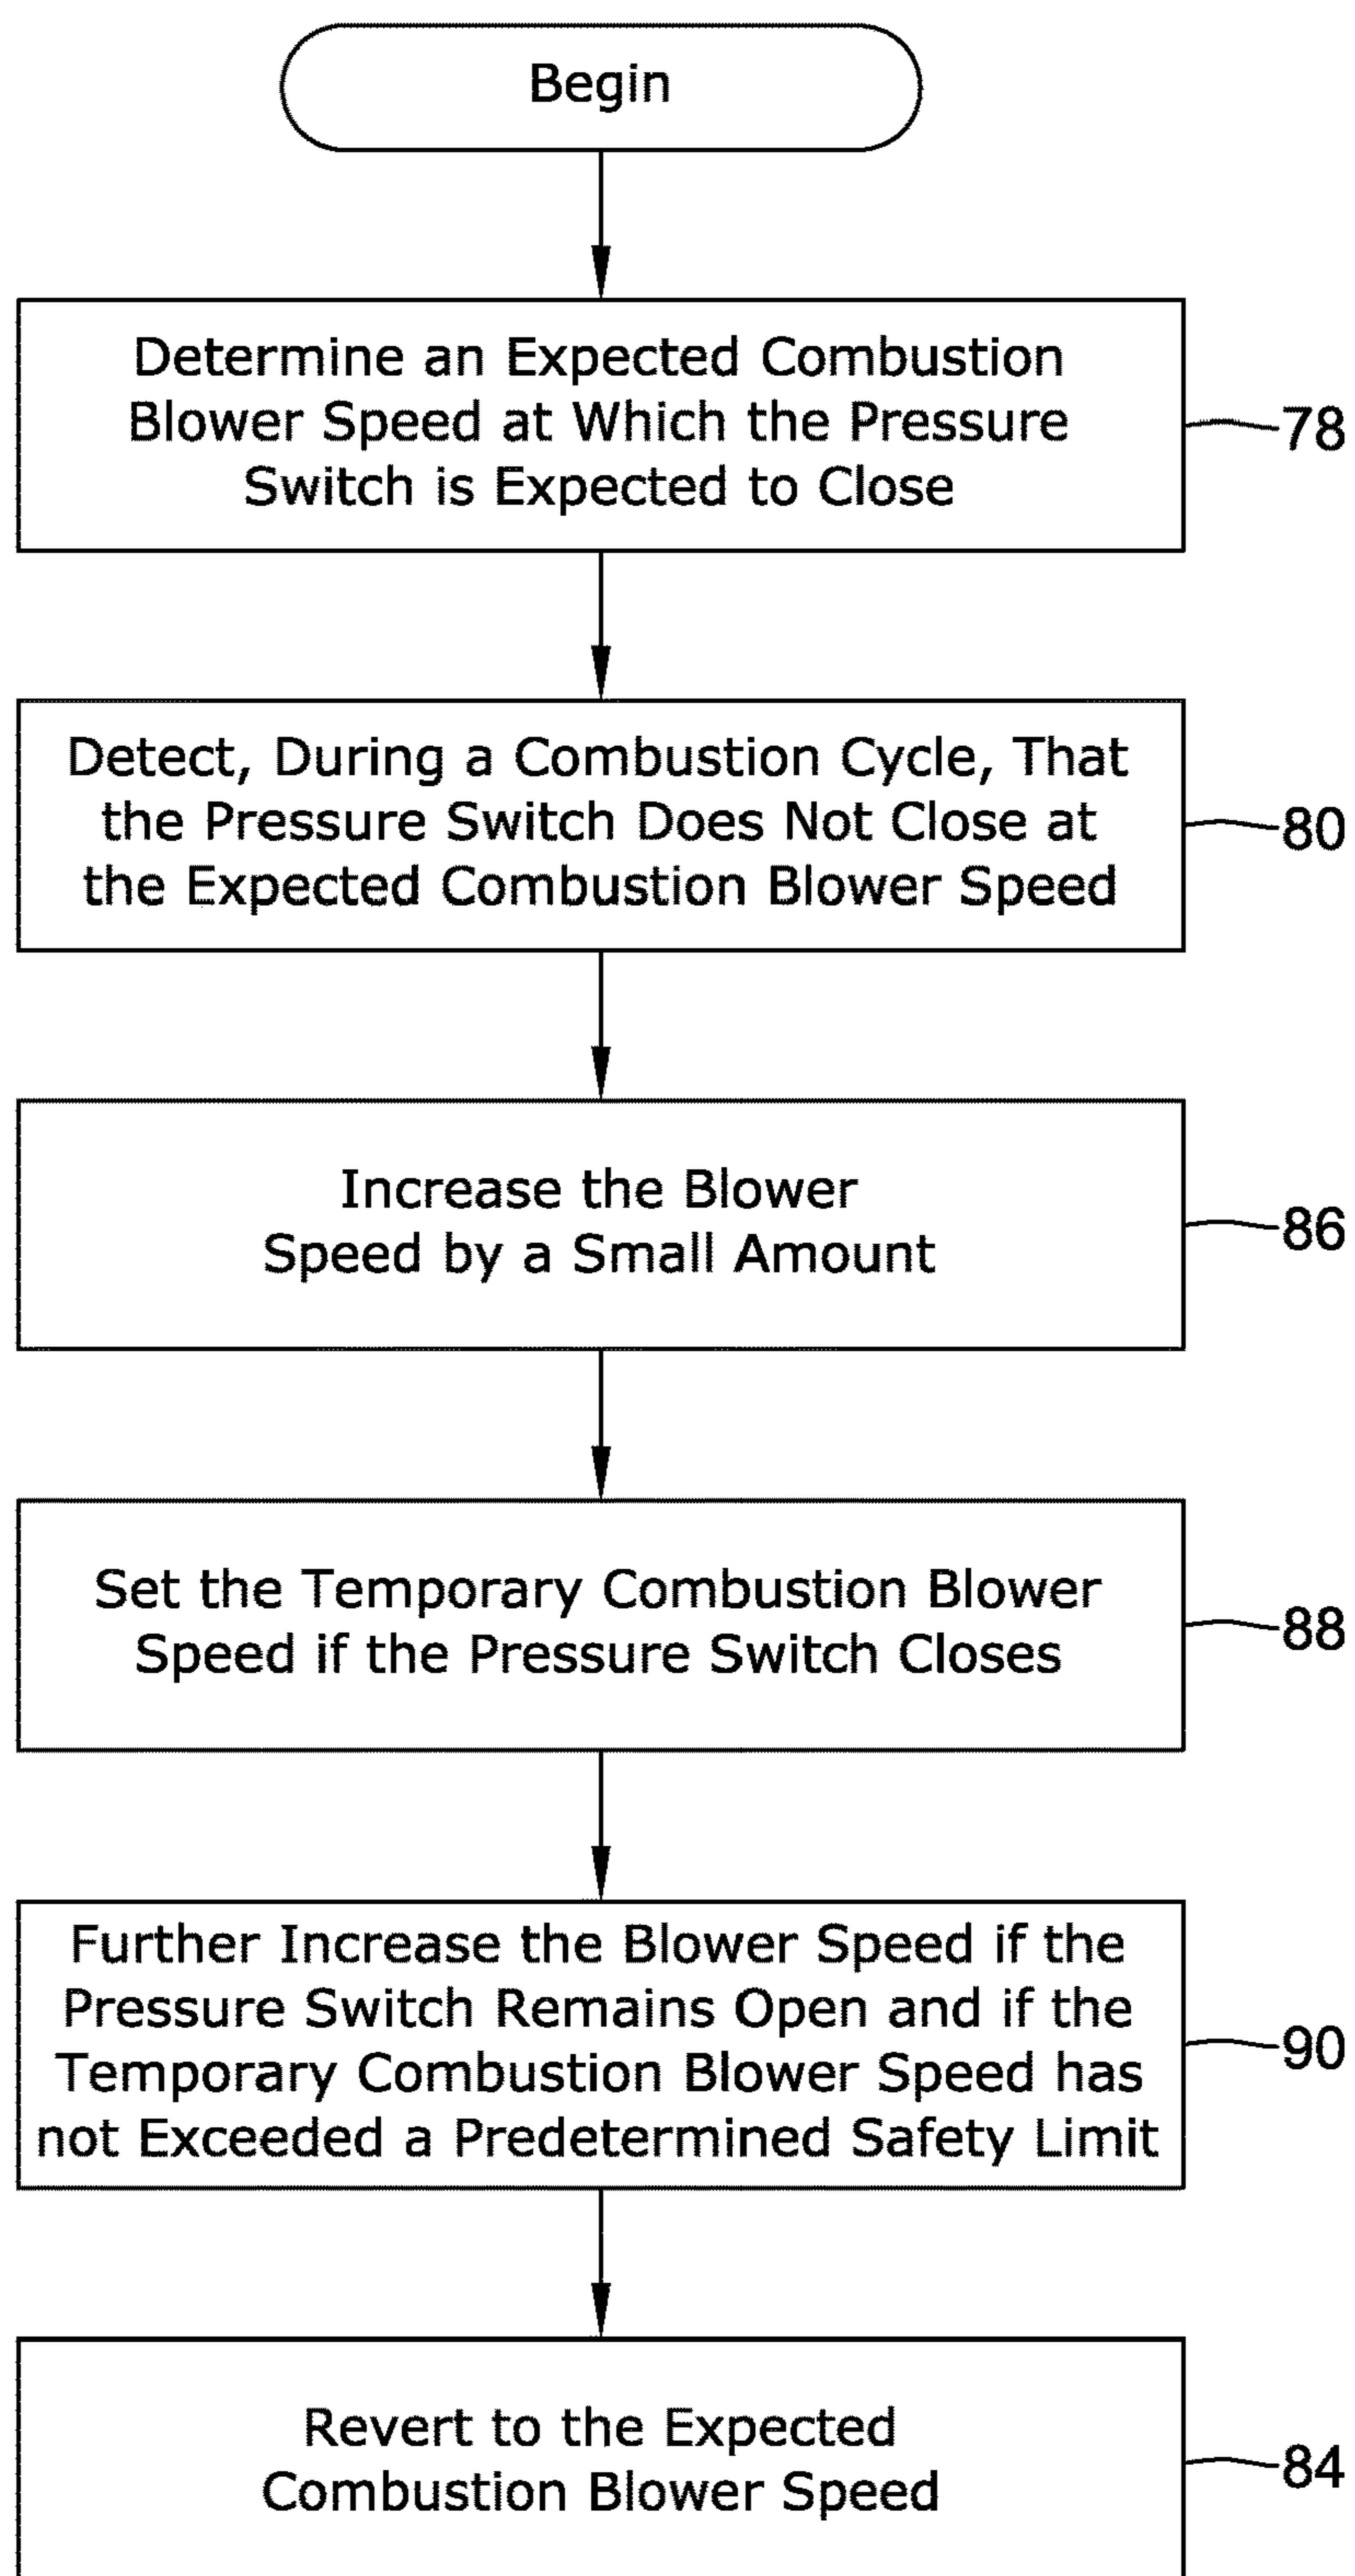 Begin
Determine an Expected Combustion
Blower Speed at Which the Pressure
Switch is Expected to Close
78
Detect, During a Combustion Cycle, That
the Pressure Switch Does Not Close at
the Expected Combustion Blower Speed
80
Increase the Blower
Speed by a Small Amount
86
Set the Temporary Combustion Blower
Speed if the Pressure Switch Closes
88
Further Increase the Blower Speed if the
Pressure Switch Remains Open and if the
Temporary Combustion Blower Speed has
not Exceeded a Predetermined Safety Limit
90
Revert to the Expected
Combustion Blower Speed
84